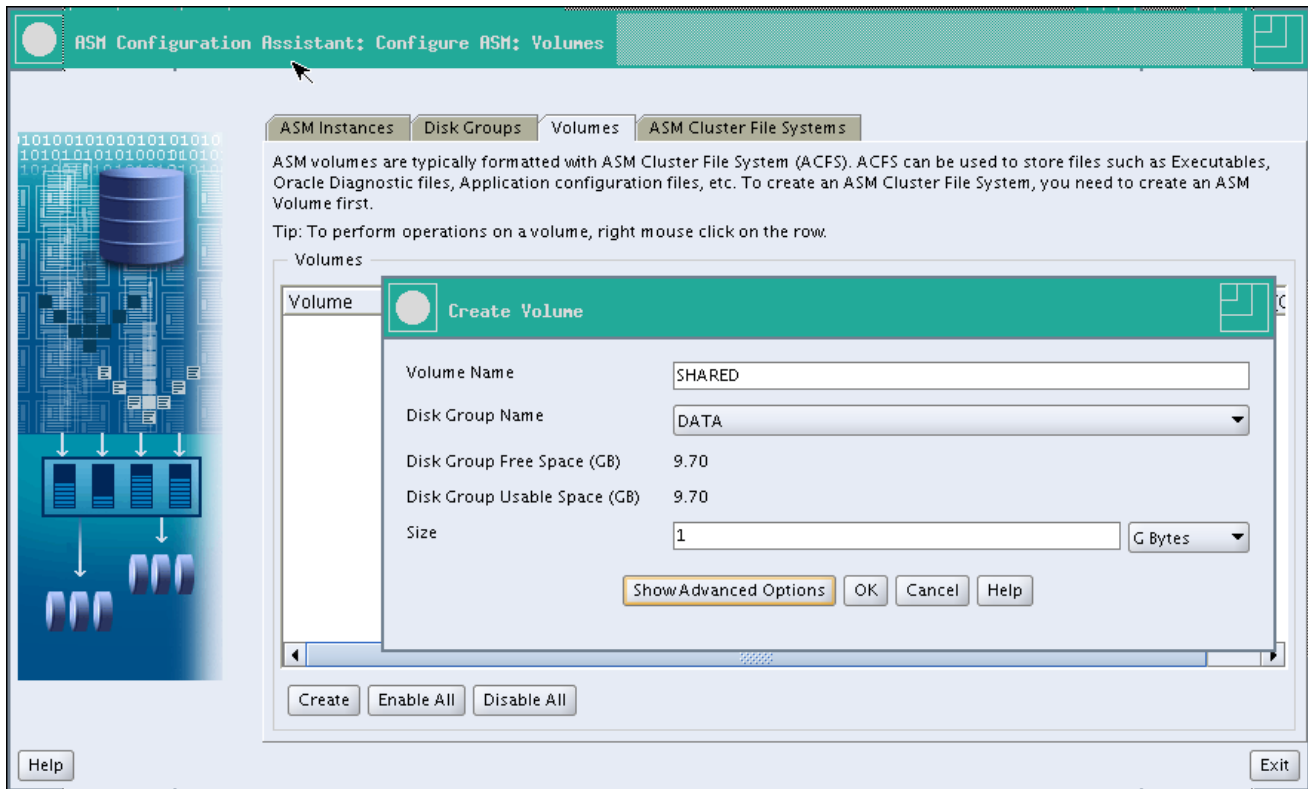 ASM Configuration Assistant: Configure ASM: Volumes
ASM Instances Disk Groups Volumes ASM Cluster File Systems
ASM volumes are typically formatted with ASM Cluster File System (ACFS). ACFS can be used to store files such as Executables,
Oracle Diagnostic files, Application configuration files, etc. To create an ASM Cluster File System, you need to create an ASM
Volume first.
Tip: To perform operations on a volume, right mouse click on the row.
Volumes
Volume
Create Volume
Volume Name SHARED
Disk Group Name DATA
Disk Group Free Space (GB) 9.70
Disk Group Usable Space (GB) 9.70
Size 1 G Bytes
Show Advanced Options OK Cancel Help
Create Enable All Disable All
Help Exit